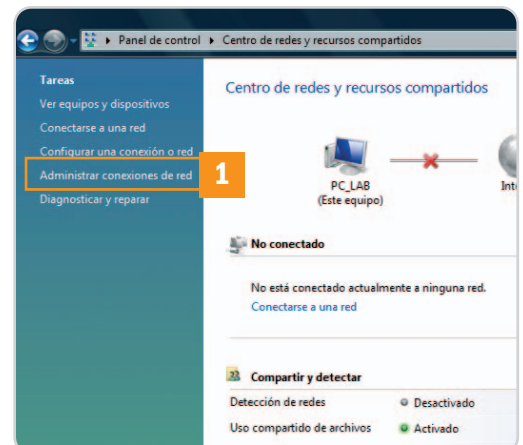 Panel de control ▸ Centro de redes y recursos compartidos
Tareas
Ver equipos y dispositivos
Conectarse a una red
Configurar una conexión o red
Administrar conexiones de red
1
Diagnosticar y reparar
Centro de redes y recursos compartidos
PC_LAB
(Este equipo)
No conectado
No está conectado actualmente a ninguna red.
Conectarse a una red
Compartir y detectar
Detección de redes Desactivado
Uso compartido de archivos Activado